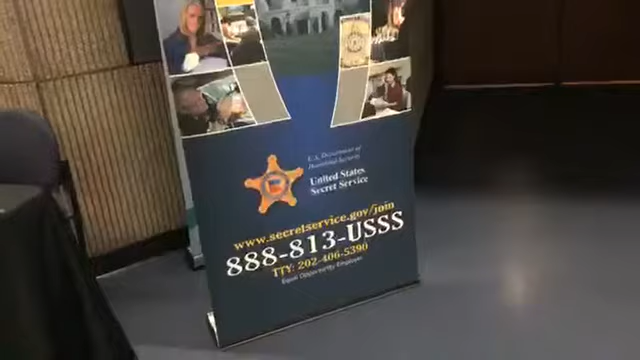 U.S. Department of
Homeland Security
United States
Secret Service
www.secretservice.gov/join
888-813-USSS
TTY: 202-406-5390
Equal Opportunity Employer